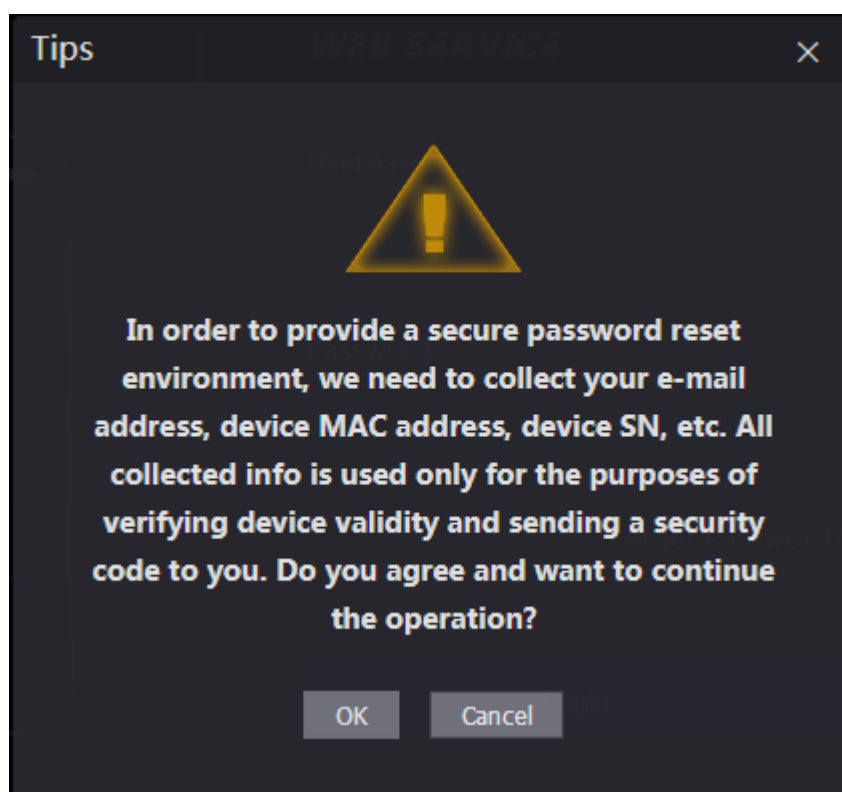 Tips
WEB SERVICE
In order to provide a secure password reset
environment, we need to collect your e-mail
address, device MAC address, device SN, etc. All
collected info is used only for the purposes of
verifying device validity and sending a security
code to you. Do you agree and want to continue
the operation?
OK Cancel